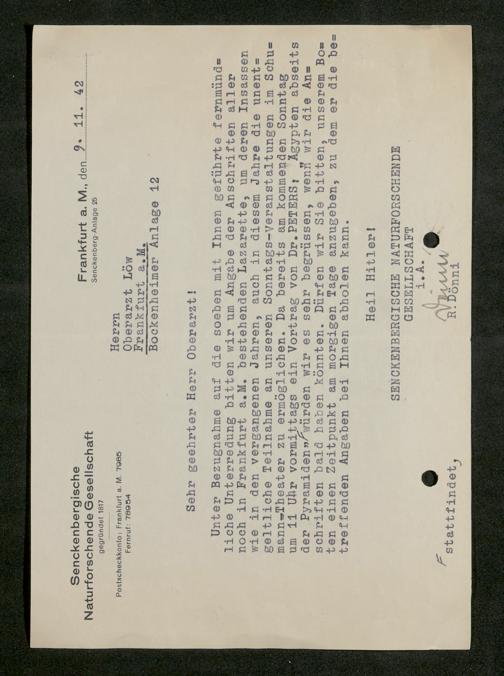 Senckenbergische
Naturforschende Gesellschaft
gegründet 1817
Postscheckkonto: Frankfurt a. M. 7985
Fernruf: 78954
Frankfurt a. M., den 9. 11. 42
Senckenberg-Anlage 25
Herrn
Oberarzt Löw
Frankfurt a.M.
Bockenheimer Anlage 12
Sehr geehrter Herr Oberarzt!
Unter Bezugnahme auf die soeben mit Ihnen geführte fernmünd=
liche Unterredung bitten wir um Angabe der Anschriften aller
noch in Frankfurt a.M. bestehenden Lazarette, um deren Insassen
wie in den vergangenen Jahren, auch in diesem Jahre die unent=
geltliche Teilnahme an unseren Sonntags-Veranstaltungen im Schu=
mann-Theater zu ermöglichen. Da bereits am kommenden Sonntag
um 11 Uhr vormittags ein Vortrag von Dr.PETERS: "Ägypten abseits
der Pyramiden" würden wir es sehr begrüssen, wenn wir die An=
schriften bald haben könnten. Dürfen wir Sie bitten, unserem Bo=
ten einen Zeitpunkt am morgigen Tage anzugeben, zu dem er die be=
treffenden Angaben bei Ihnen abholen kann.
Heil Hitler!
SENCKENBERGISCHE NATURFORSCHENDE
GESELLSCHAFT
i.A.
R.Dönni
stattfindet,